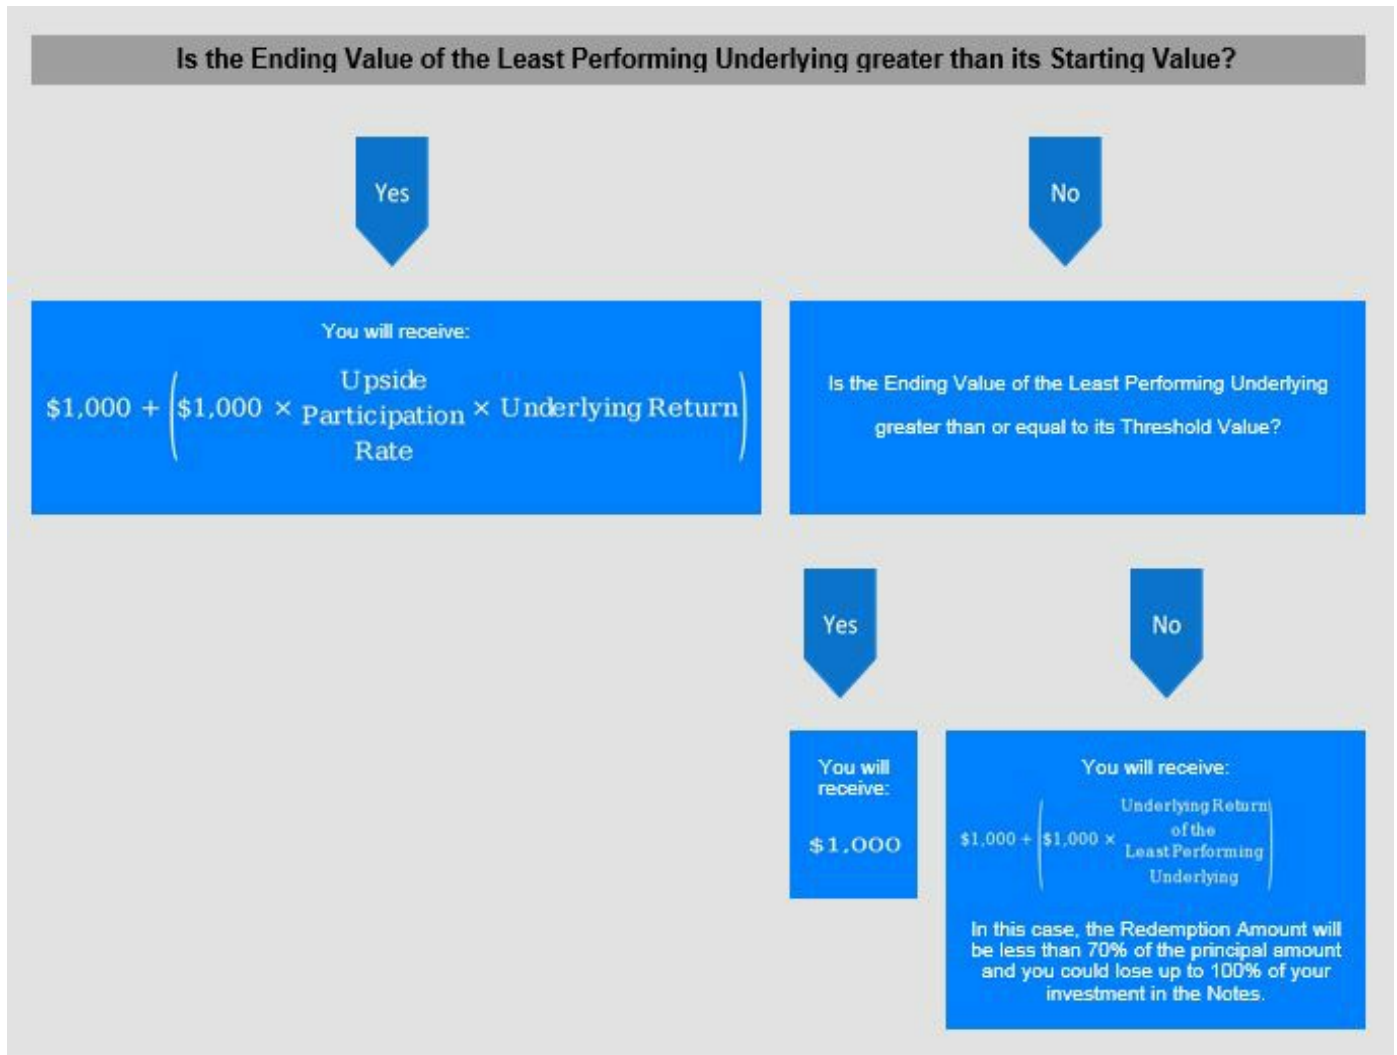 Is the Ending Value of the Least Performing Underlying greater than its Starting Value?
Yes
No
You will receive:
$1,000 + ($1,000 × Upside Participation Rate × Underlying Return)
Is the Ending Value of the Least Performing Underlying
greater than or equal to its Threshold Value?
Yes
No
You will
receive:
$1,000
You will receive:
$1,000 + ($1,000 × Underlying Return of the Least Performing Underlying)
In this case, the Redemption Amount will
be less than 70% of the principal amount
and you could lose up to 100% of your
investment in the Notes.